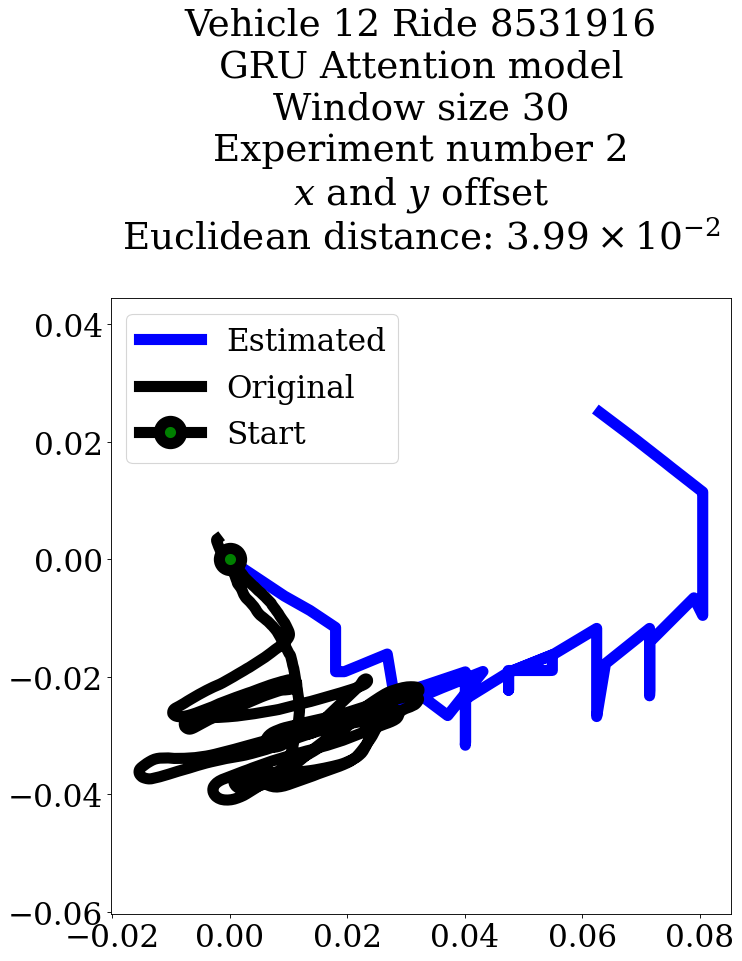 Vehicle 12 Ride 8531916
GRU Attention model
Window size 30
Experiment number 2
x and y offset
Euclidean distance: 3.99 × 10⁻²
Estimated
Original
Start
0.04
0.02
0.00
−0.02
−0.04
−0.06
−0.02 0.00 0.02 0.04 0.06 0.08